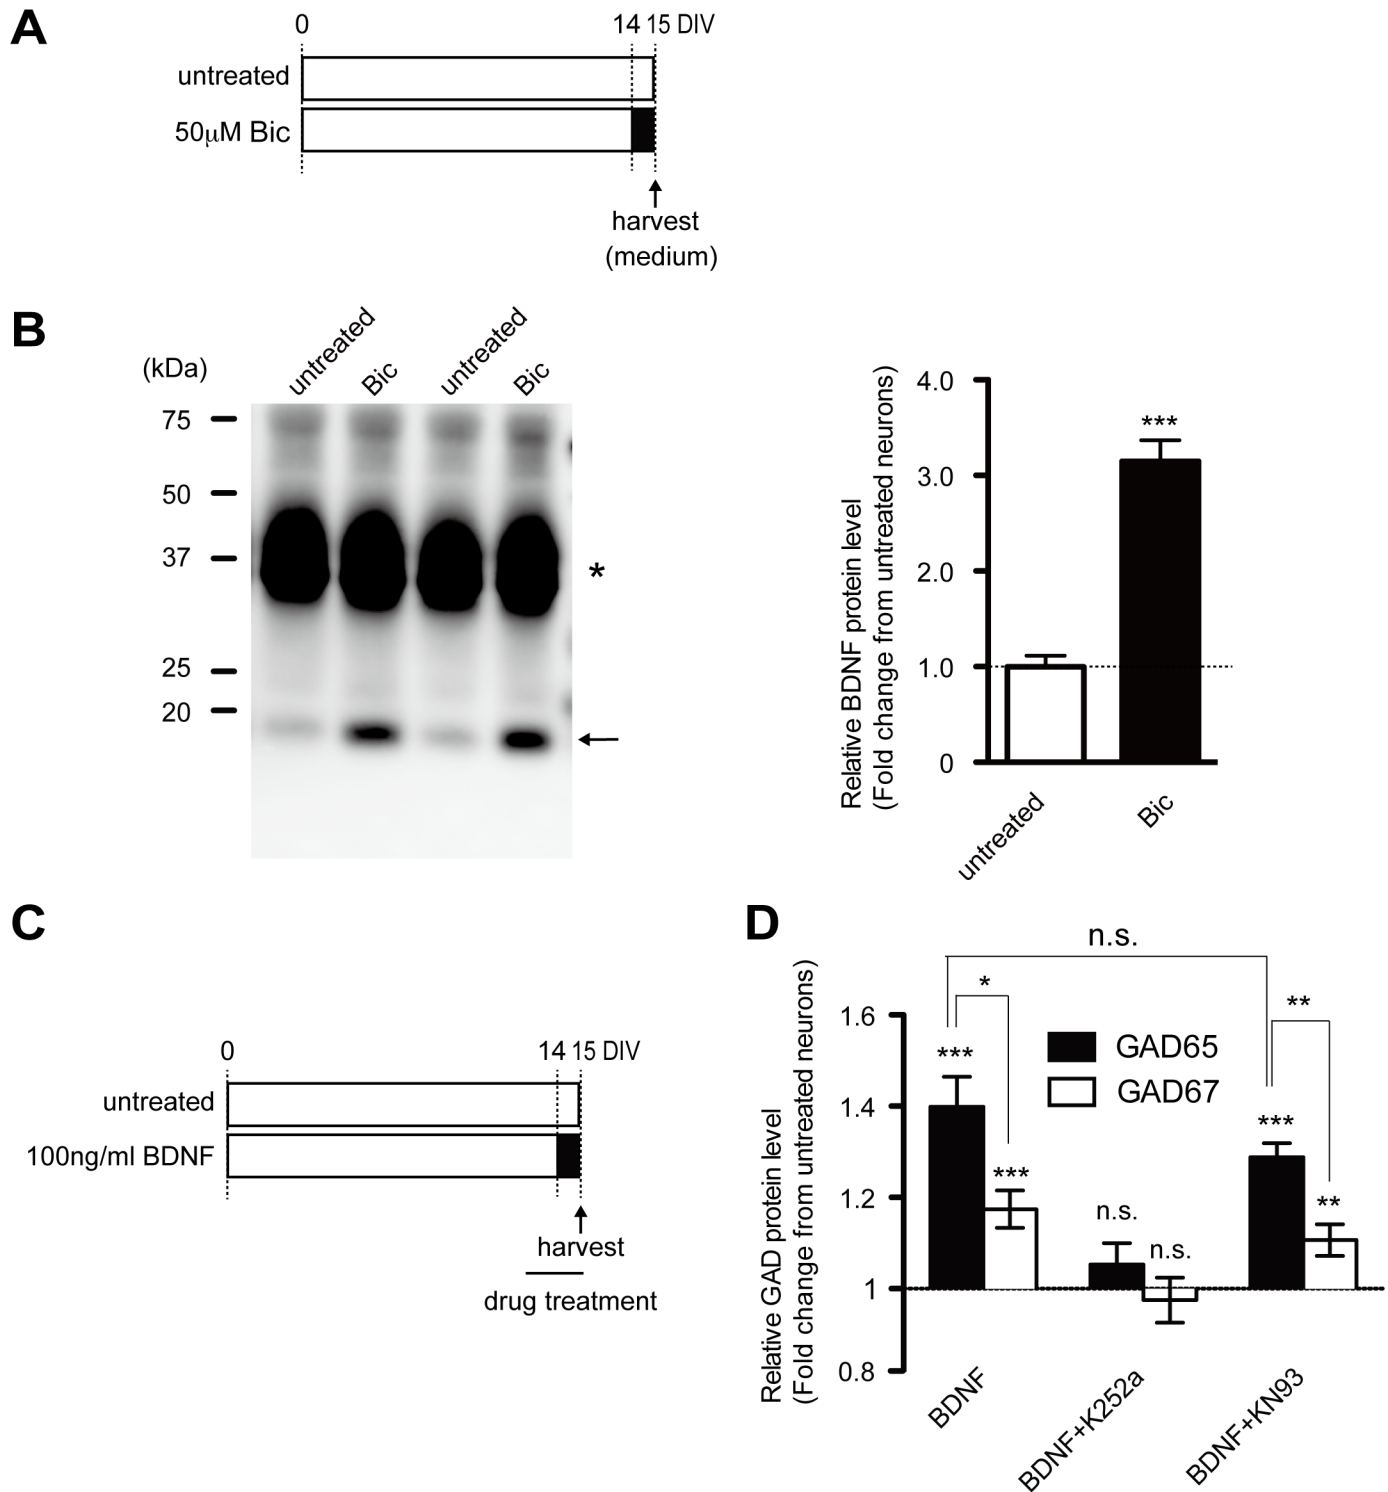 A
0
14 15 DIV
untreated
50μM Bic
harvest
(medium)
B
(kDa)
untreated
Bic
untreated
Bic
75
50
37
25
20
*
Relative BDNF protein level
(Fold change from untreated neurons)
4.0
3.0
2.0
1.0
0
***
untreated
Bic
C
0
14 15 DIV
untreated
100ng/ml BDNF
harvest
drug treatment
D
Relative GAD protein level
(Fold change from untreated neurons)
1.6
1.4
1.2
1
0.8
n.s.
*
**
GAD65
GAD67
***
***
n.s.
n.s.
***
**
BDNF
BDNF+K252a
BDNF+KN93